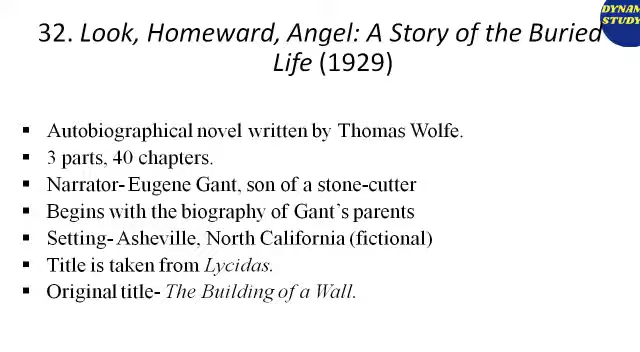 DYNAM
STUDY
32. Look, Homeward, Angel: A Story of the Buried
Life (1929)
▪ Autobiographical novel written by Thomas Wolfe.
▪ 3 parts, 40 chapters.
▪ Narrator- Eugene Gant, son of a stone-cutter
▪ Begins with the biography of Gant's parents
▪ Setting- Asheville, North California (fictional)
▪ Title is taken from Lycidas.
▪ Original title- The Building of a Wall.